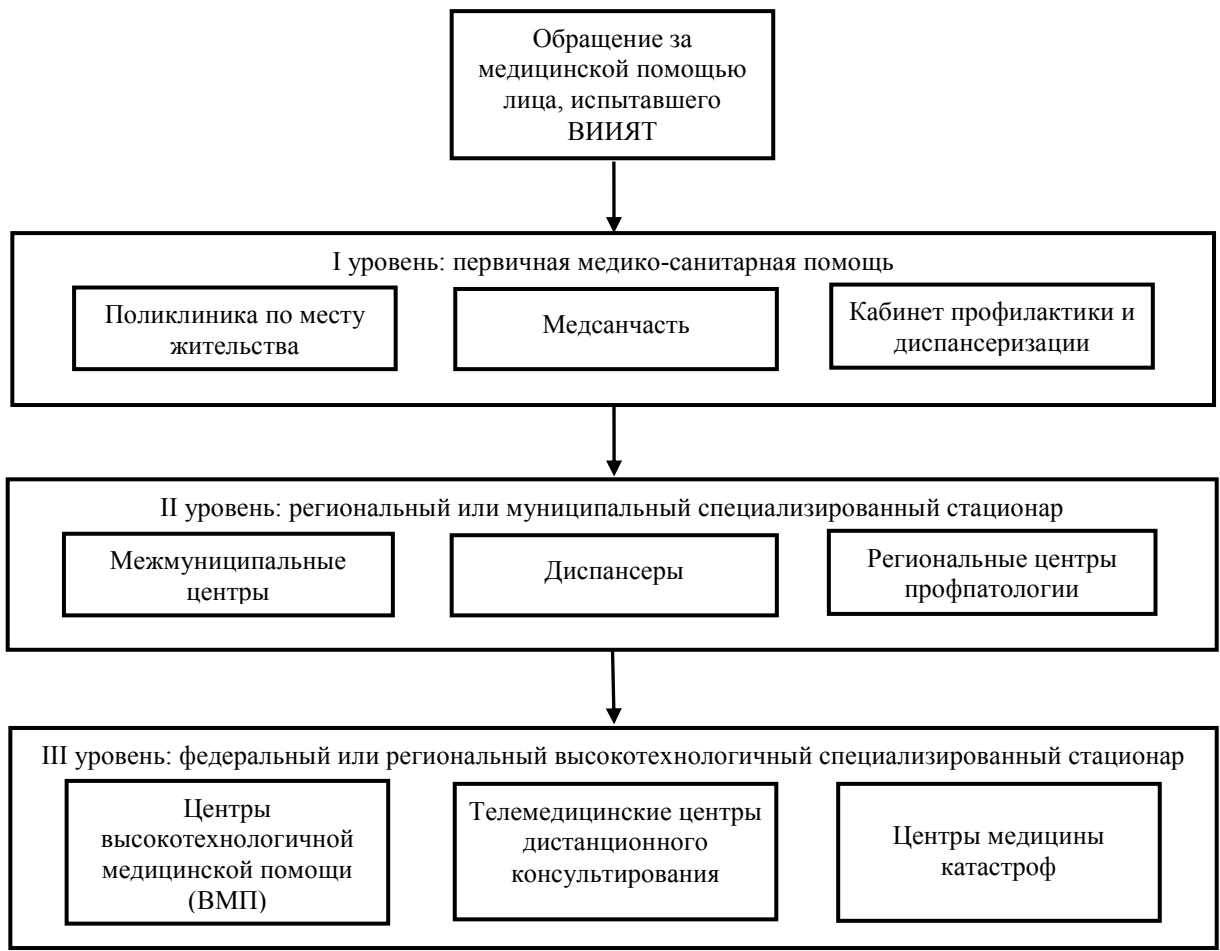 Обращение за
медицинской помощью
лица, испытавшего
ВИИЯТ
I уровень: первичная медико-санитарная помощь
Поликлиника по месту
жительства
Медсанчасть
Кабинет профилактики и
диспансеризации
II уровень: региональный или муниципальный специализированный стационар
Межмуниципальные
центры
Диспансеры
Региональные центры
профпатологии
III уровень: федеральный или региональный высокотехнологичный специализированный стационар
Центры
высокотехнологичной
медицинской помощи
(ВМП)
Телемедицинские центры
дистанционного
консультирования
Центры медицины
катастроф